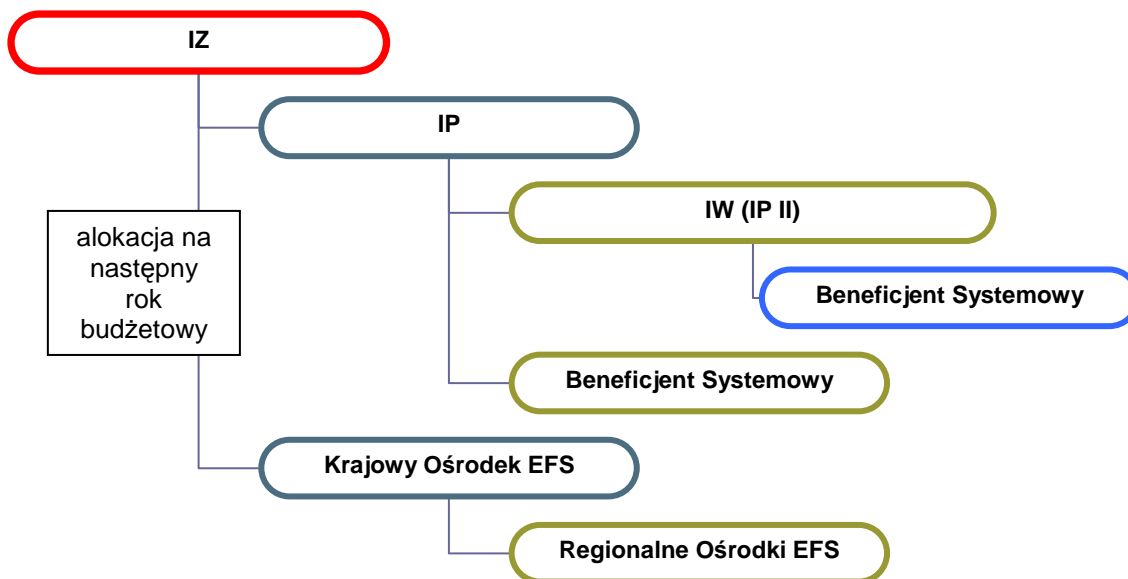 IZ
IP
IW (IP II)
alokacja na
następny
rok
budżetowy
Beneficjent Systemowy
Beneficjent Systemowy
Krajowy Ośrodek EFS
Regionalne Ośrodki EFS